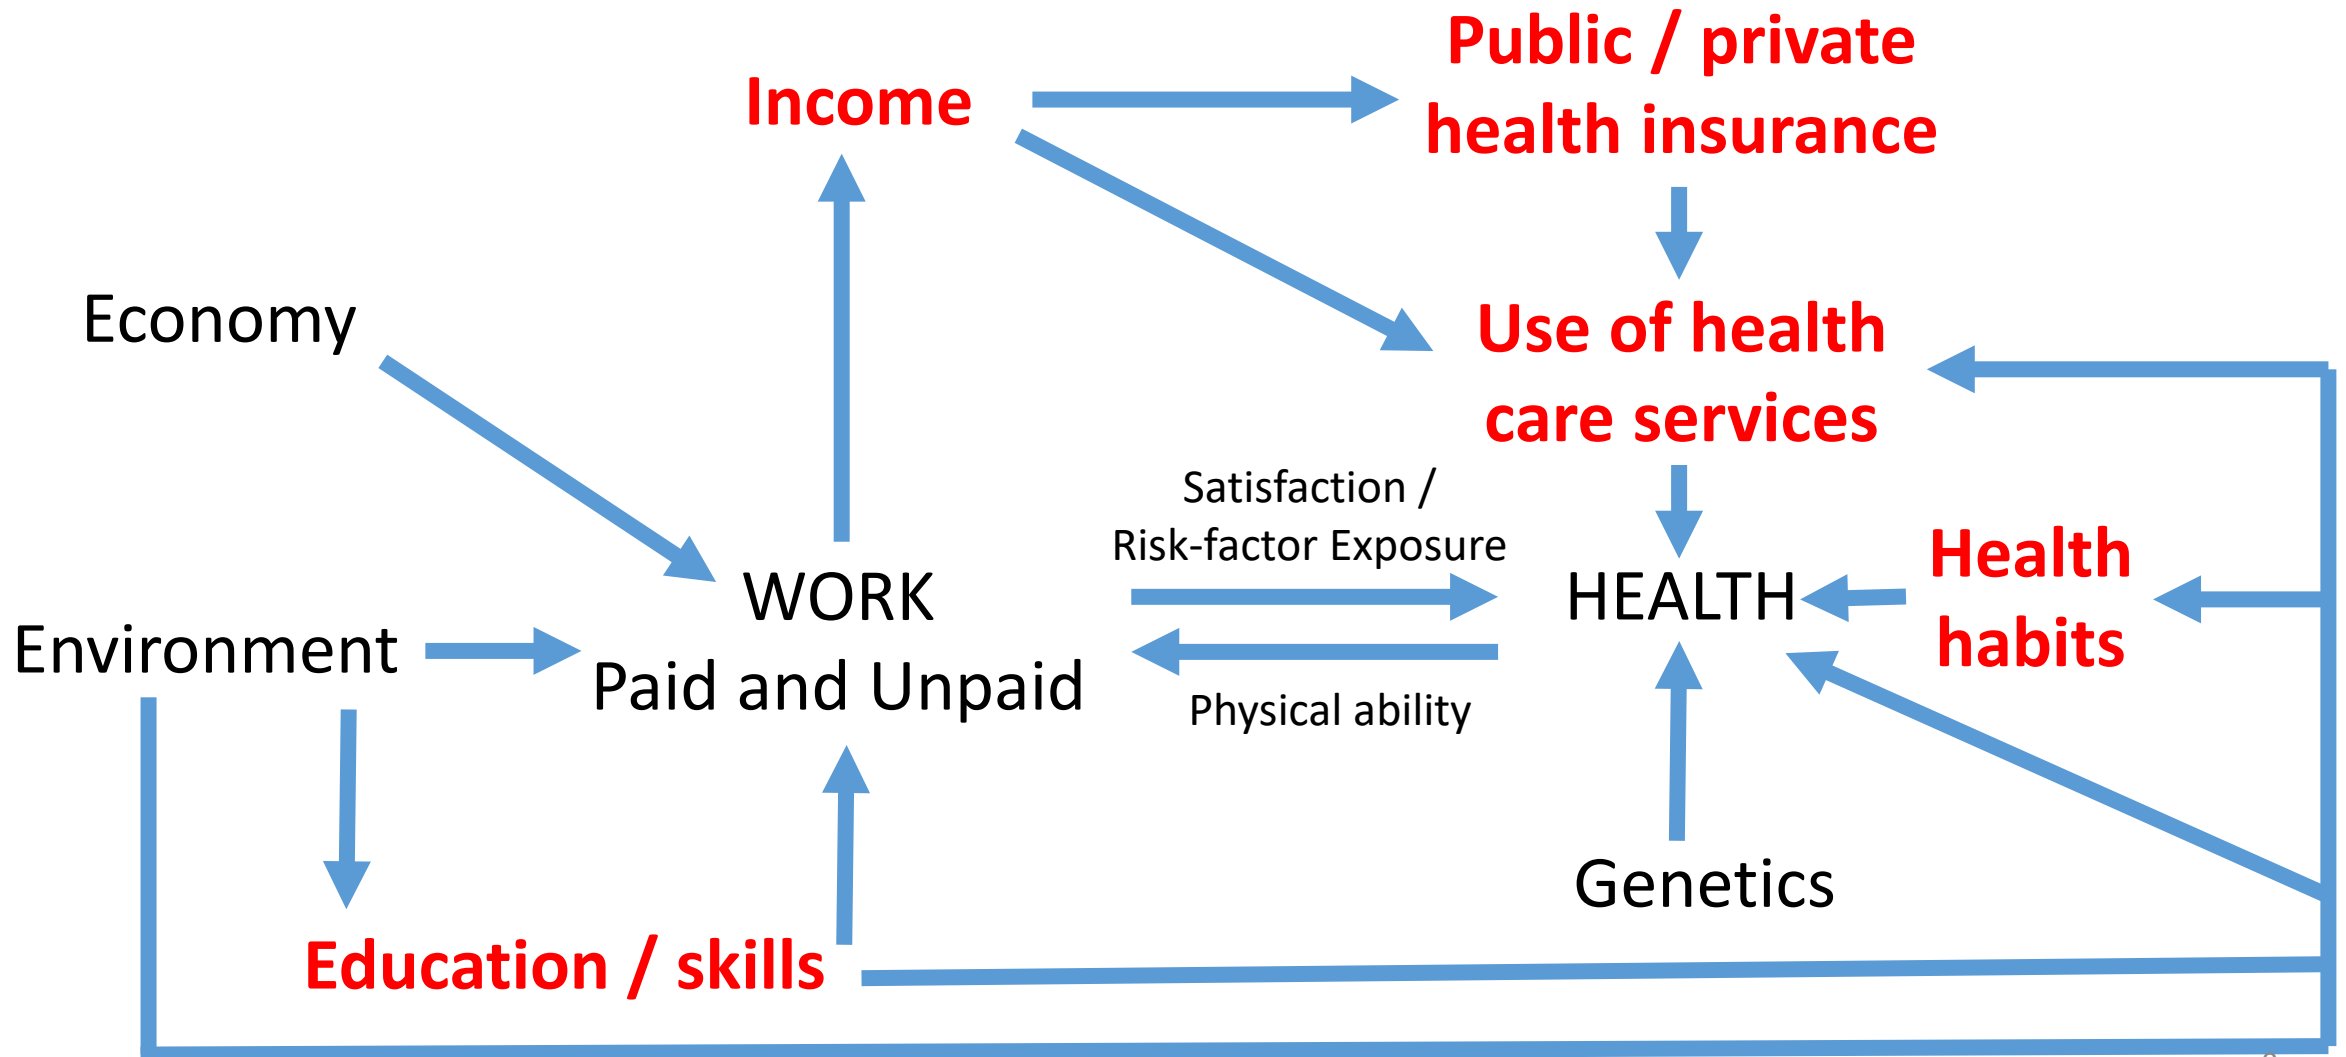 Public / private
health insurance
Income
Use of health
care services
Economy
Satisfaction /
Risk-factor Exposure
WORK
Paid and Unpaid
HEALTH
Health
habits
Environment
Physical ability
Genetics
Education / skills